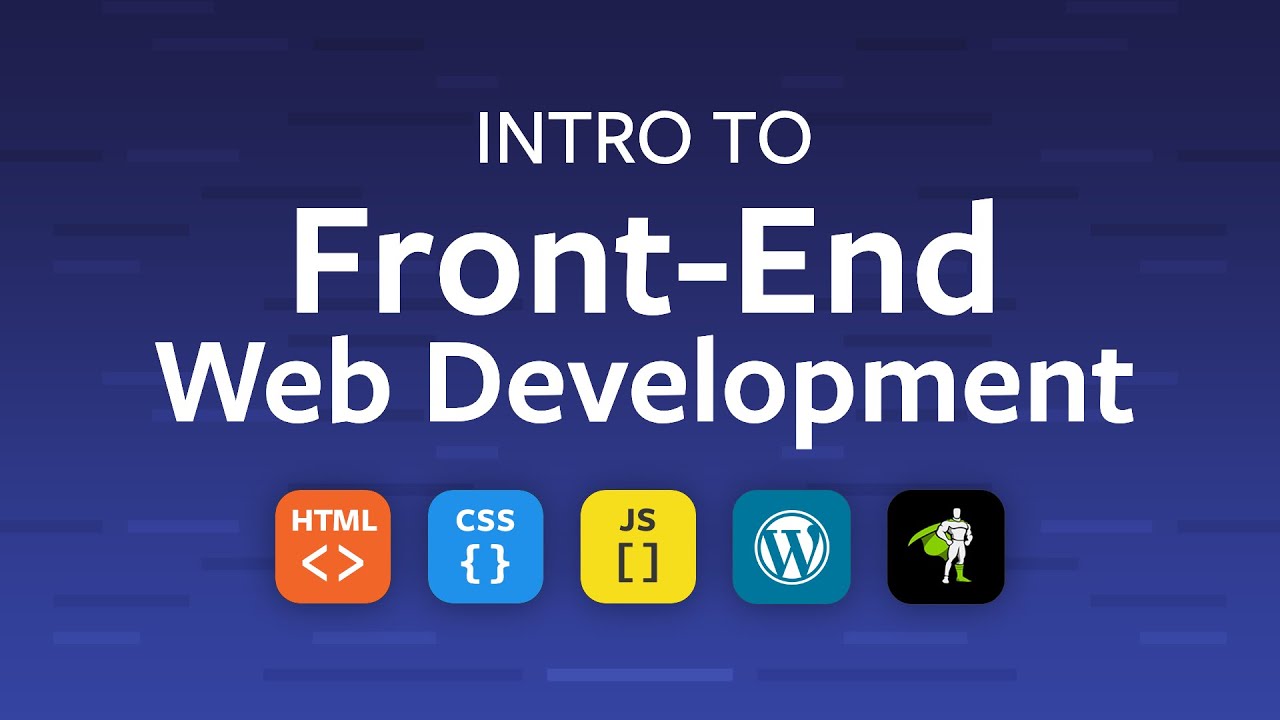 INTRO TO
Front-End
Web Development
HTML CSS JS
< > { } [ ]
W